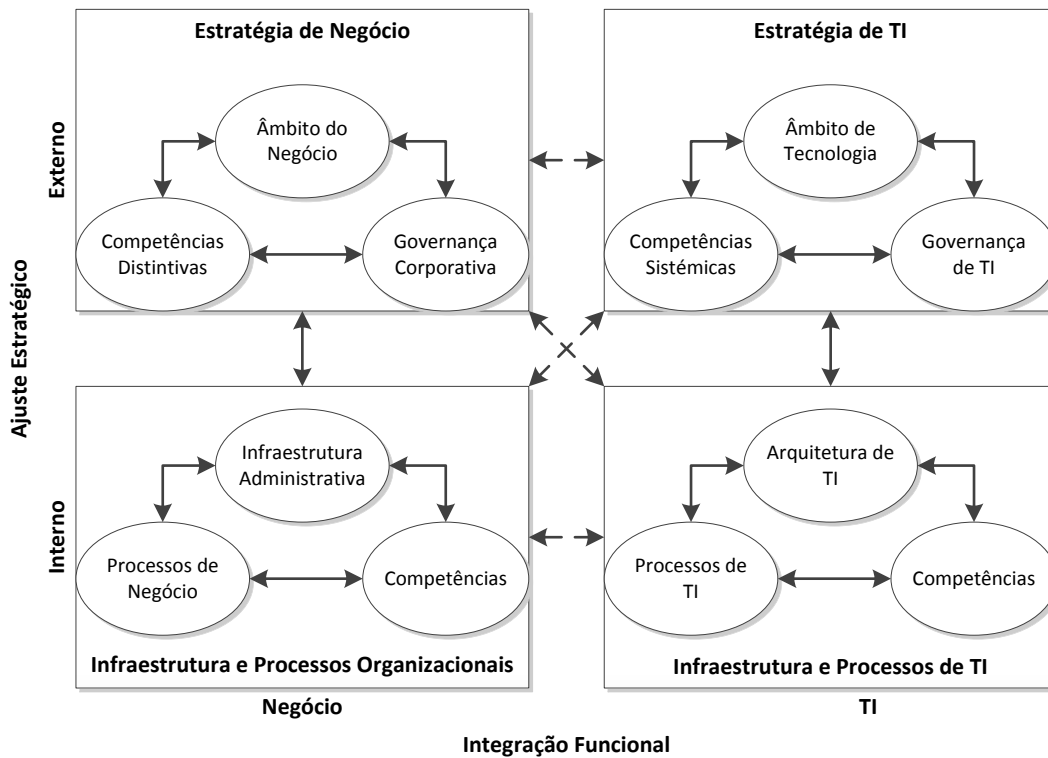 Estratégia de Negócio
Estratégia de TI
Âmbito do
Negócio
Âmbito de
Tecnologia
Externo
Competências
Distintivas
Governança
Corporativa
Competências
Sistémicas
Governança
de TI
Ajuste Estratégico
Infraestrutura
Administrativa
Arquitetura de
TI
Interno
Processos de
Negócio
Competências
Processos de
TI
Competências
Infraestrutura e Processos Organizacionais
Infraestrutura e Processos de TI
Negócio
TI
Integração Funcional